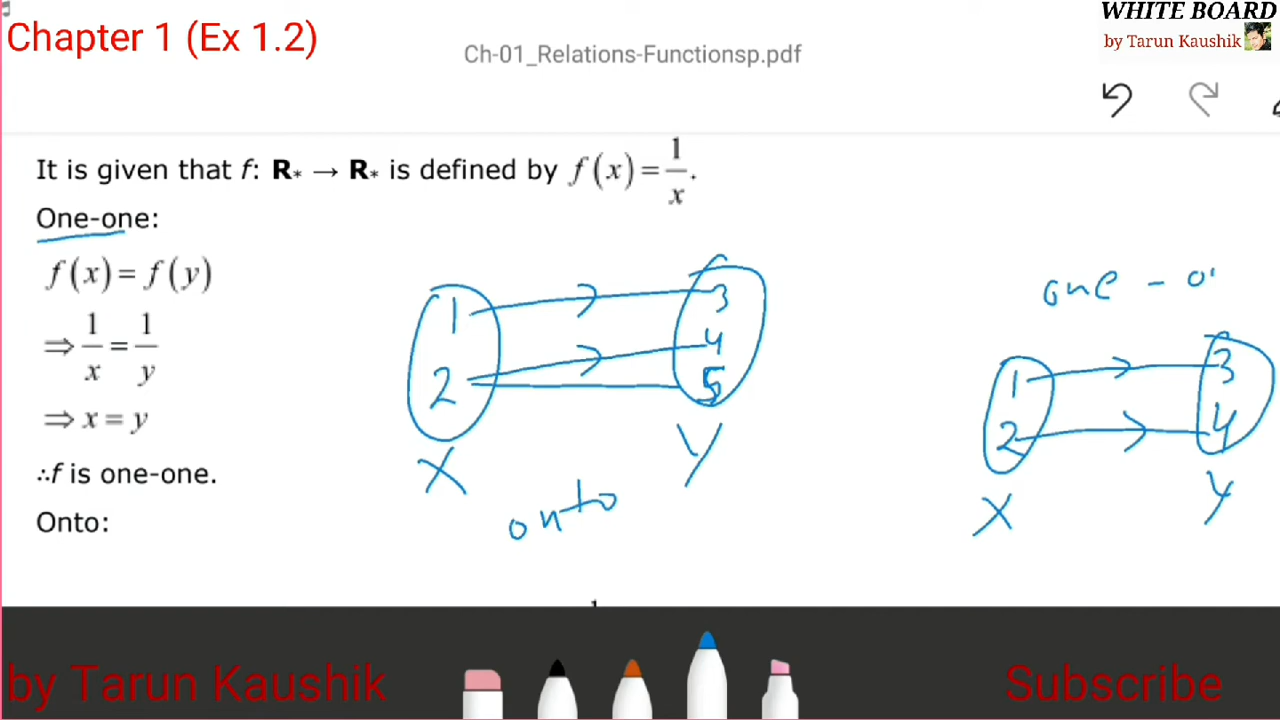 Chapter 1 (Ex 1.2)
WHITE BOARD
by Tarun Kaushik
Ch-01_Relations-Functionsp.pdf
It is given that f: R* → R* is defined by f(x) = 1/x.
One-one:
f(x) = f(y)
⇒ 1/x = 1/y
⇒ x = y
∴f is one-one.
Onto:
1 3
2 4
5
X Y
onto
one - o
1 3
2 4
X Y
by Tarun Kaushik
Subscribe